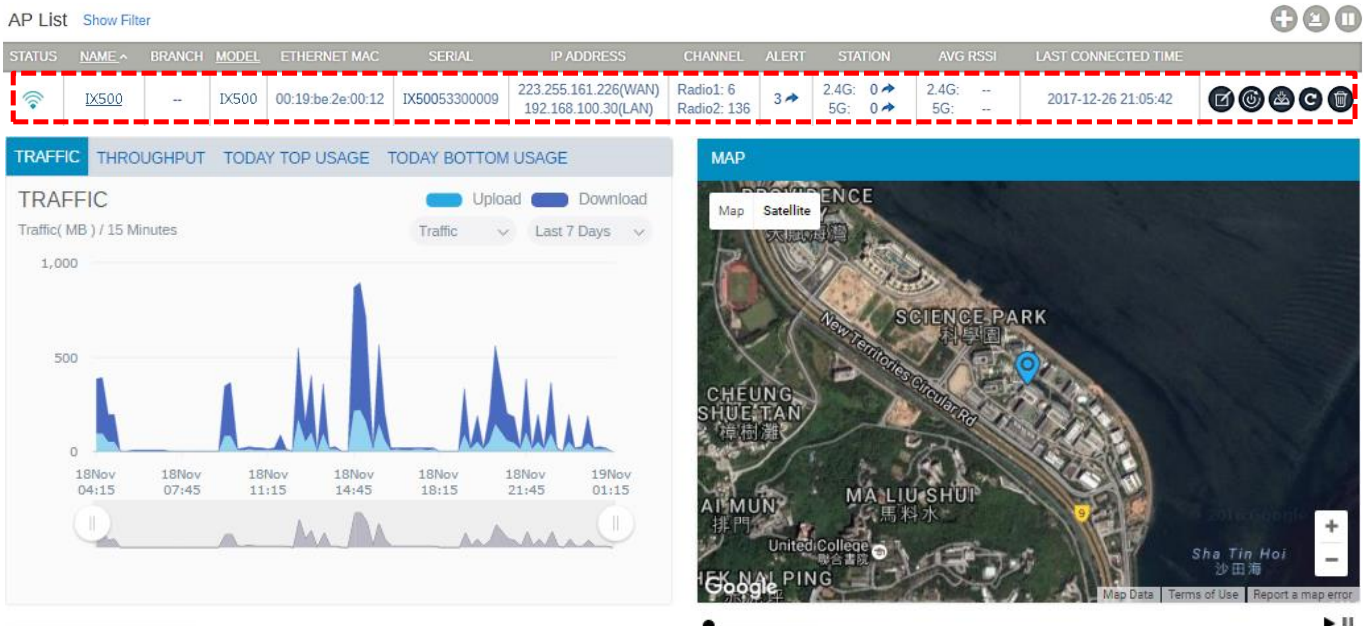 AP List Show Filter
STATUS NAME BRANCH MODEL ETHERNET MAC SERIAL IP ADDRESS CHANNEL ALERT STATION AVG RSSI LAST CONNECTED TIME
IX500 -- IX500 00:19:be:2e:00:12 IX50053300009 223.255.161.226(WAN) Radio1: 6 3 2.4G: 0 2.4G: -- 2017-12-26 21:05:42
192.168.100.30(LAN) Radio2: 136 5G: 0 5G: --
TRAFFIC THROUGHPUT TODAY TOP USAGE TODAY BOTTOM USAGE
TRAFFIC
Upload Download
Traffic( MB ) / 15 Minutes
Traffic Last 7 Days
1,000
500
0
18Nov 18Nov 18Nov 18Nov 18Nov 18Nov 19Nov
04:15 07:45 11:15 14:45 18:15 21:45 01:15
MAP
PROVIDENCE
Map Satellite
SCIENCE PARK
科學園
New Territories Circular Rd
CHEUNG
SHUE TAN
樟樹灘
MA LIU SHUI
馬料水
9
United College
聯合書院
Sha Tin Hoi
沙田海
PING
Google
+
−
Map Data Terms of Use Report a map error